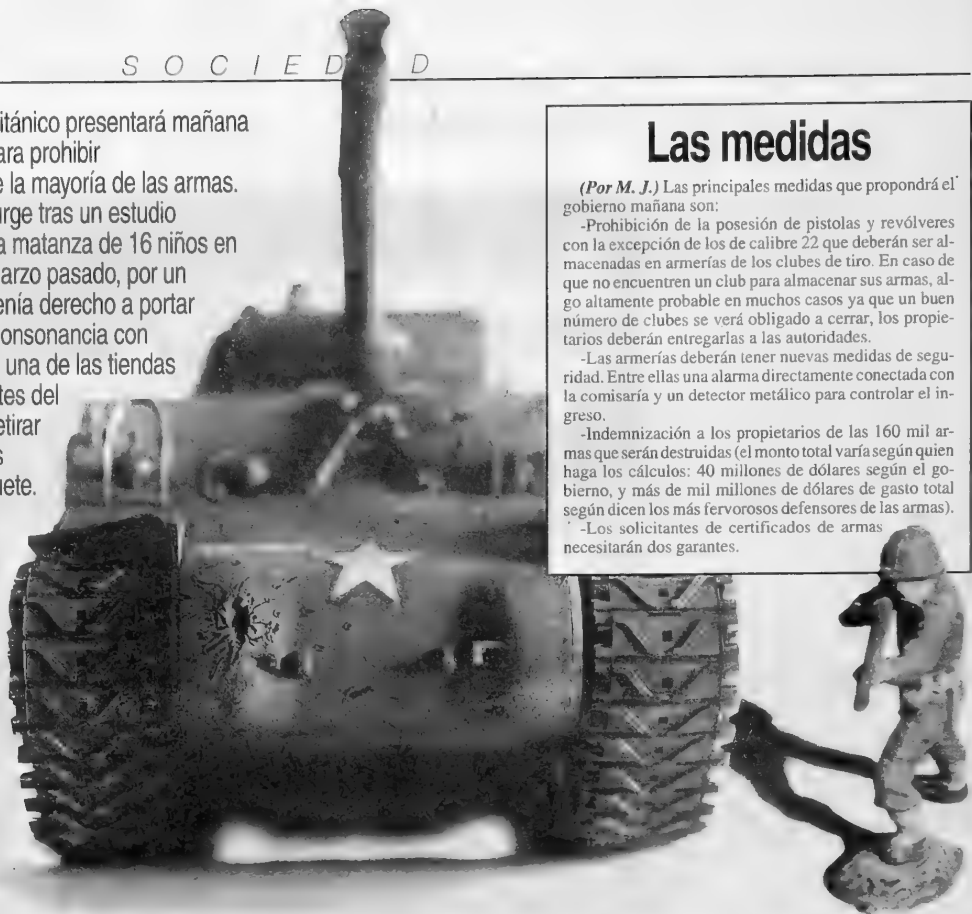 SOCIEDAD
itánico presentará mañana
ara prohibir
e la mayoría de las armas.
urge tras un estudio
a matanza de 16 niños en
arzo pasado, por un
enía derecho a portar
onsonancia con
una de las tiendas
tes del
etirar
s
uete.
Las medidas
(Por M. J.) Las principales medidas que propondrá el
gobierno mañana son:
-Prohibición de la posesión de pistolas y revólveres
con la excepción de los de calibre 22 que deberán ser al-
macenadas en armerías de los clubes de tiro. En caso de
que no encuentren un club para almacenar sus armas, al-
go altamente probable en muchos casos ya que un buen
número de clubes se verá obligado a cerrar, los propie-
tarios deberán entregarlas a las autoridades.
-Las armerías deberán tener nuevas medidas de segu-
ridad. Entre ellas una alarma directamente conectada con
la comisaría y un detector metálico para controlar el in-
greso.
-Indemnización a los propietarios de las 160 mil ar-
mas que serán destruidas (el monto total varía según quien
haga los cálculos: 40 millones de dólares según el go-
bierno, y más de mil millones de dólares de gasto total
según dicen los más fervorosos defensores de las armas).
-Los solicitantes de certificados de armas
necesitarán dos garantes.